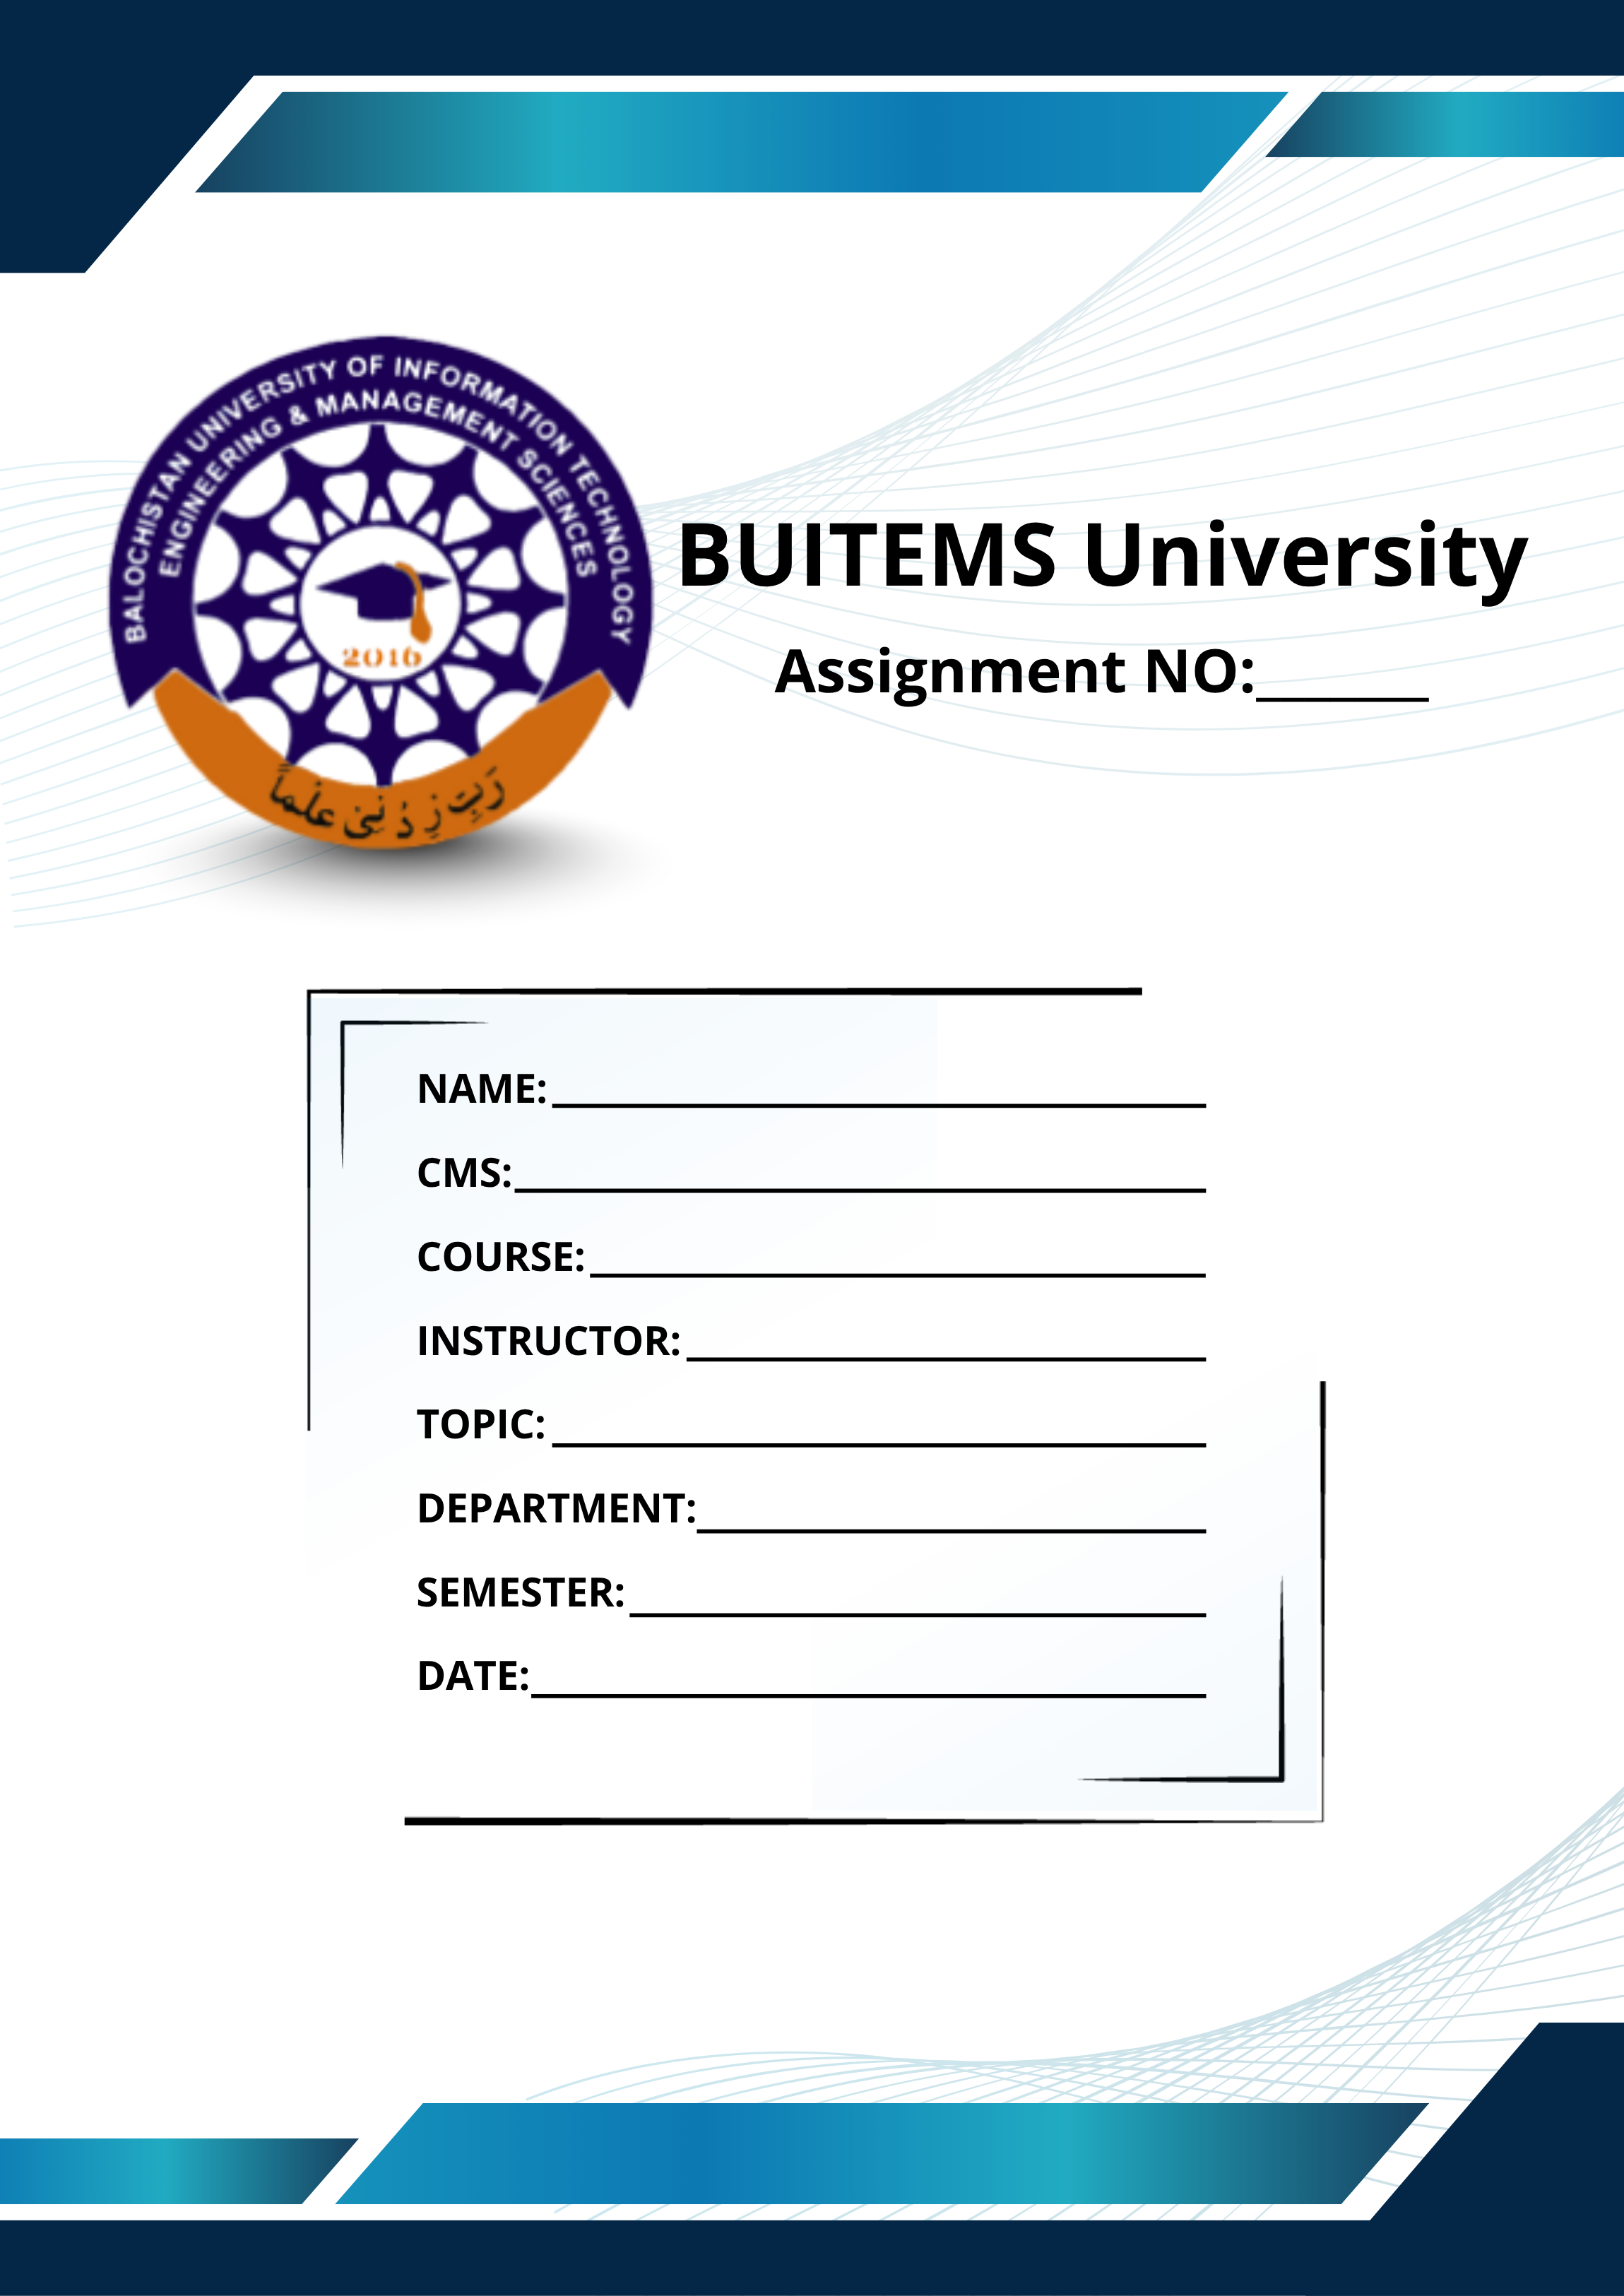 BALOCHISTAN UNIVERSITY OF INFORMATION TECHNOLOGY
ENGINEERING & MANAGEMENT SCIENCES
2016
رَبِّ زِدْنِیْ عِلْماً
BUITEMS University
Assignment NO:________
NAME:
CMS:
COURSE:
INSTRUCTOR:
TOPIC:
DEPARTMENT:
SEMESTER:
DATE: